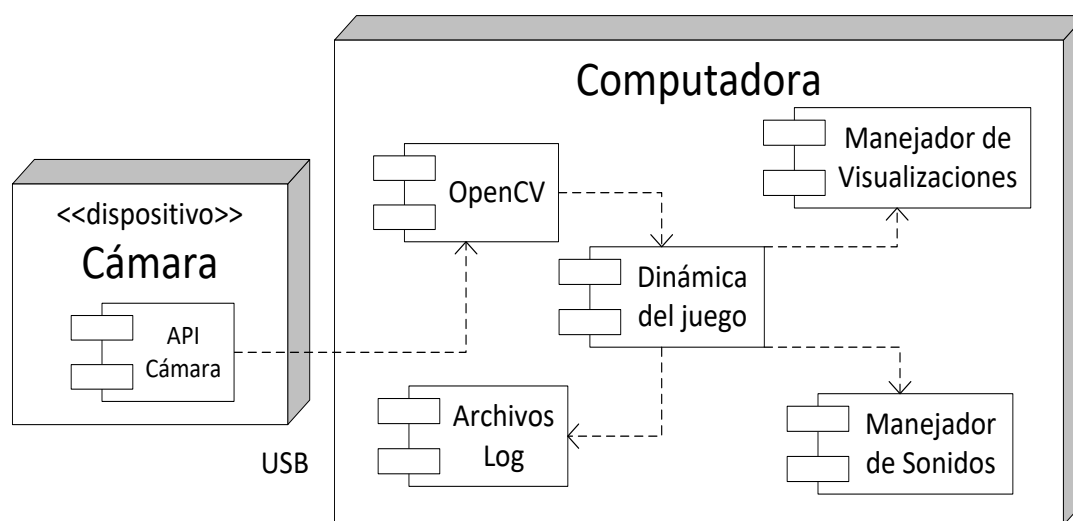 Computadora
<<dispositivo>>
Cámara
API
Cámara
USB
OpenCV
Manejador de
Visualizaciones
Dinámica
del juego
Archivos
Log
Manejador
de Sonidos